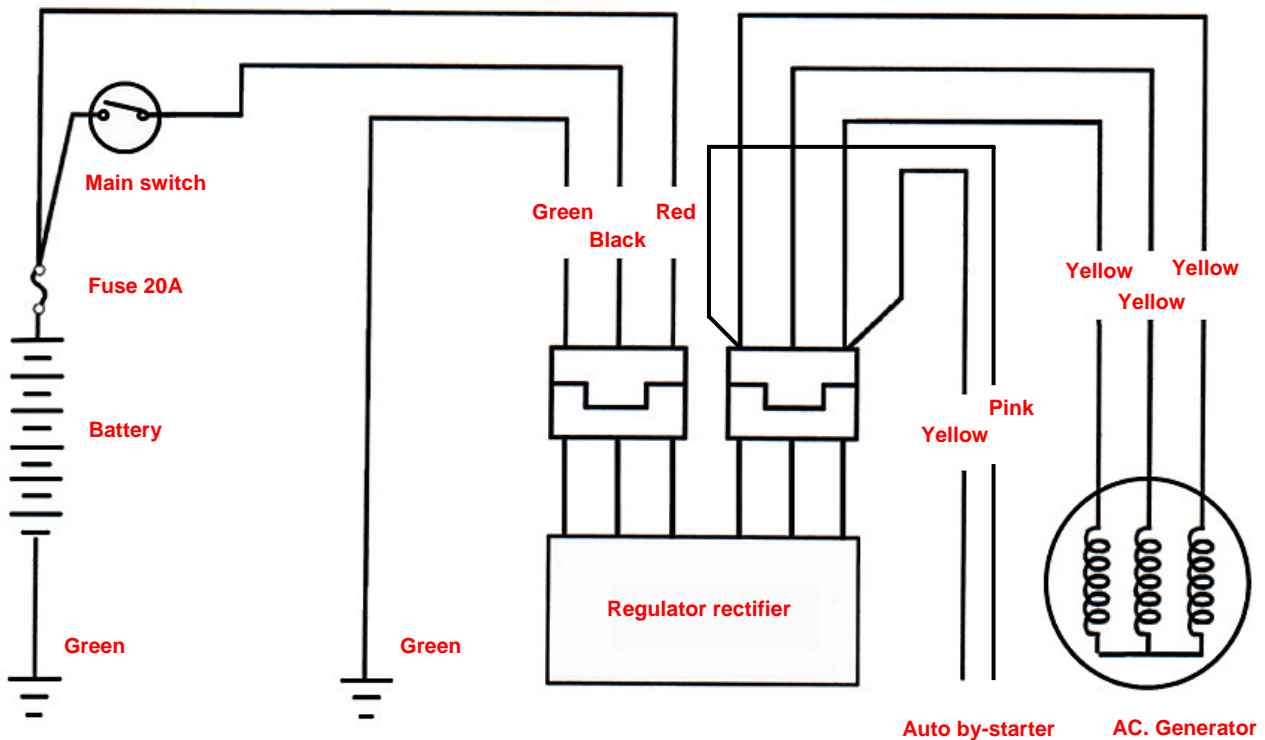 Main switch
Green
Red
Black
Fuse 20A
Yellow
Yellow
Yellow
Battery
Pink
Yellow
Regulator rectifier
Green
Green
Auto by-starter
AC. Generator